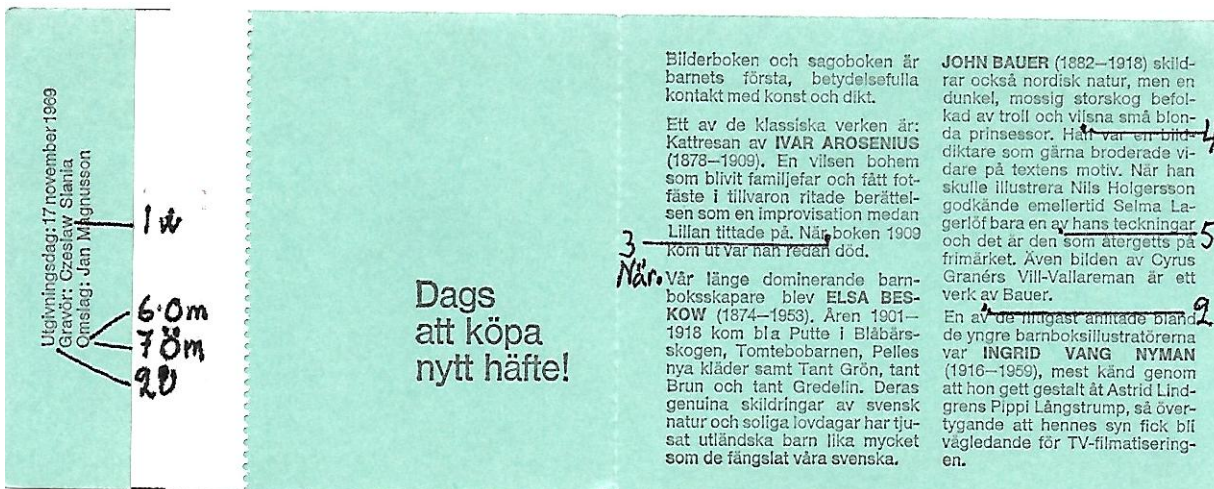 Utgivningsdag: 17 november 1969
Gravör: Czeslaw Slania
Omslag: Jan Magnusson
1 w
6. Om
7 Öm
2 U
Dags
att köpa
nytt häfte!
Bilderboken och sagoboken är
barnets första, betydelsefulla
kontakt med konst och dikt.
Ett av de klassiska verken är:
Kattresan av IVAR AROSENIUS
(1878–1909). En vilsen bohem
som blivit familjefar och fått fot-
fäste i tillvaron ritade berättel-
sen som en improvisation medan
Lillan tittade på. När boken 1909
kom ut var han redan död.
3
När.
Vår länge dominerande barn-
boksskapare blev ELSA BES-
KOW (1874–1953). Åren 1901–
1918 kom bl a Putte i Blåbärs-
skogen, Tomtebobarnen, Pelles
nya kläder samt Tant Grön, tant
Brun och tant Gredelin. Deras
genuina skildringar av svensk
natur och soliga lovdagar har tju-
sat utländska barn lika mycket
som de fängslat våra svenska.
JOHN BAUER (1882–1918) skild-
rar också nordisk natur, men en
dunkel, mossig storskog befol-
kad av troll och vilsna små blon-
da prinsessor. Han var en bild-
diktare som gärna broderade vi-
dare på textens motiv. När han
skulle illustrera Nils Holgersson
godkände emellertid Selma La-
gerlöf bara en av hans teckningar
och det är den som återgetts på
frimärket. Även bilden av Cyrus
Granérs Vill-Vallareman är ett
verk av Bauer.
En av de flitigast anlitade bland
de yngre barnboksillustratörerna
var INGRID VANG NYMAN
(1916–1959), mest känd genom
att hon gett gestalt åt Astrid Lind-
grens Pippi Långstrump, så över-
tygande att hennes syn fick bli
vägledande för TV-filmatisering-
en.
4
5
2